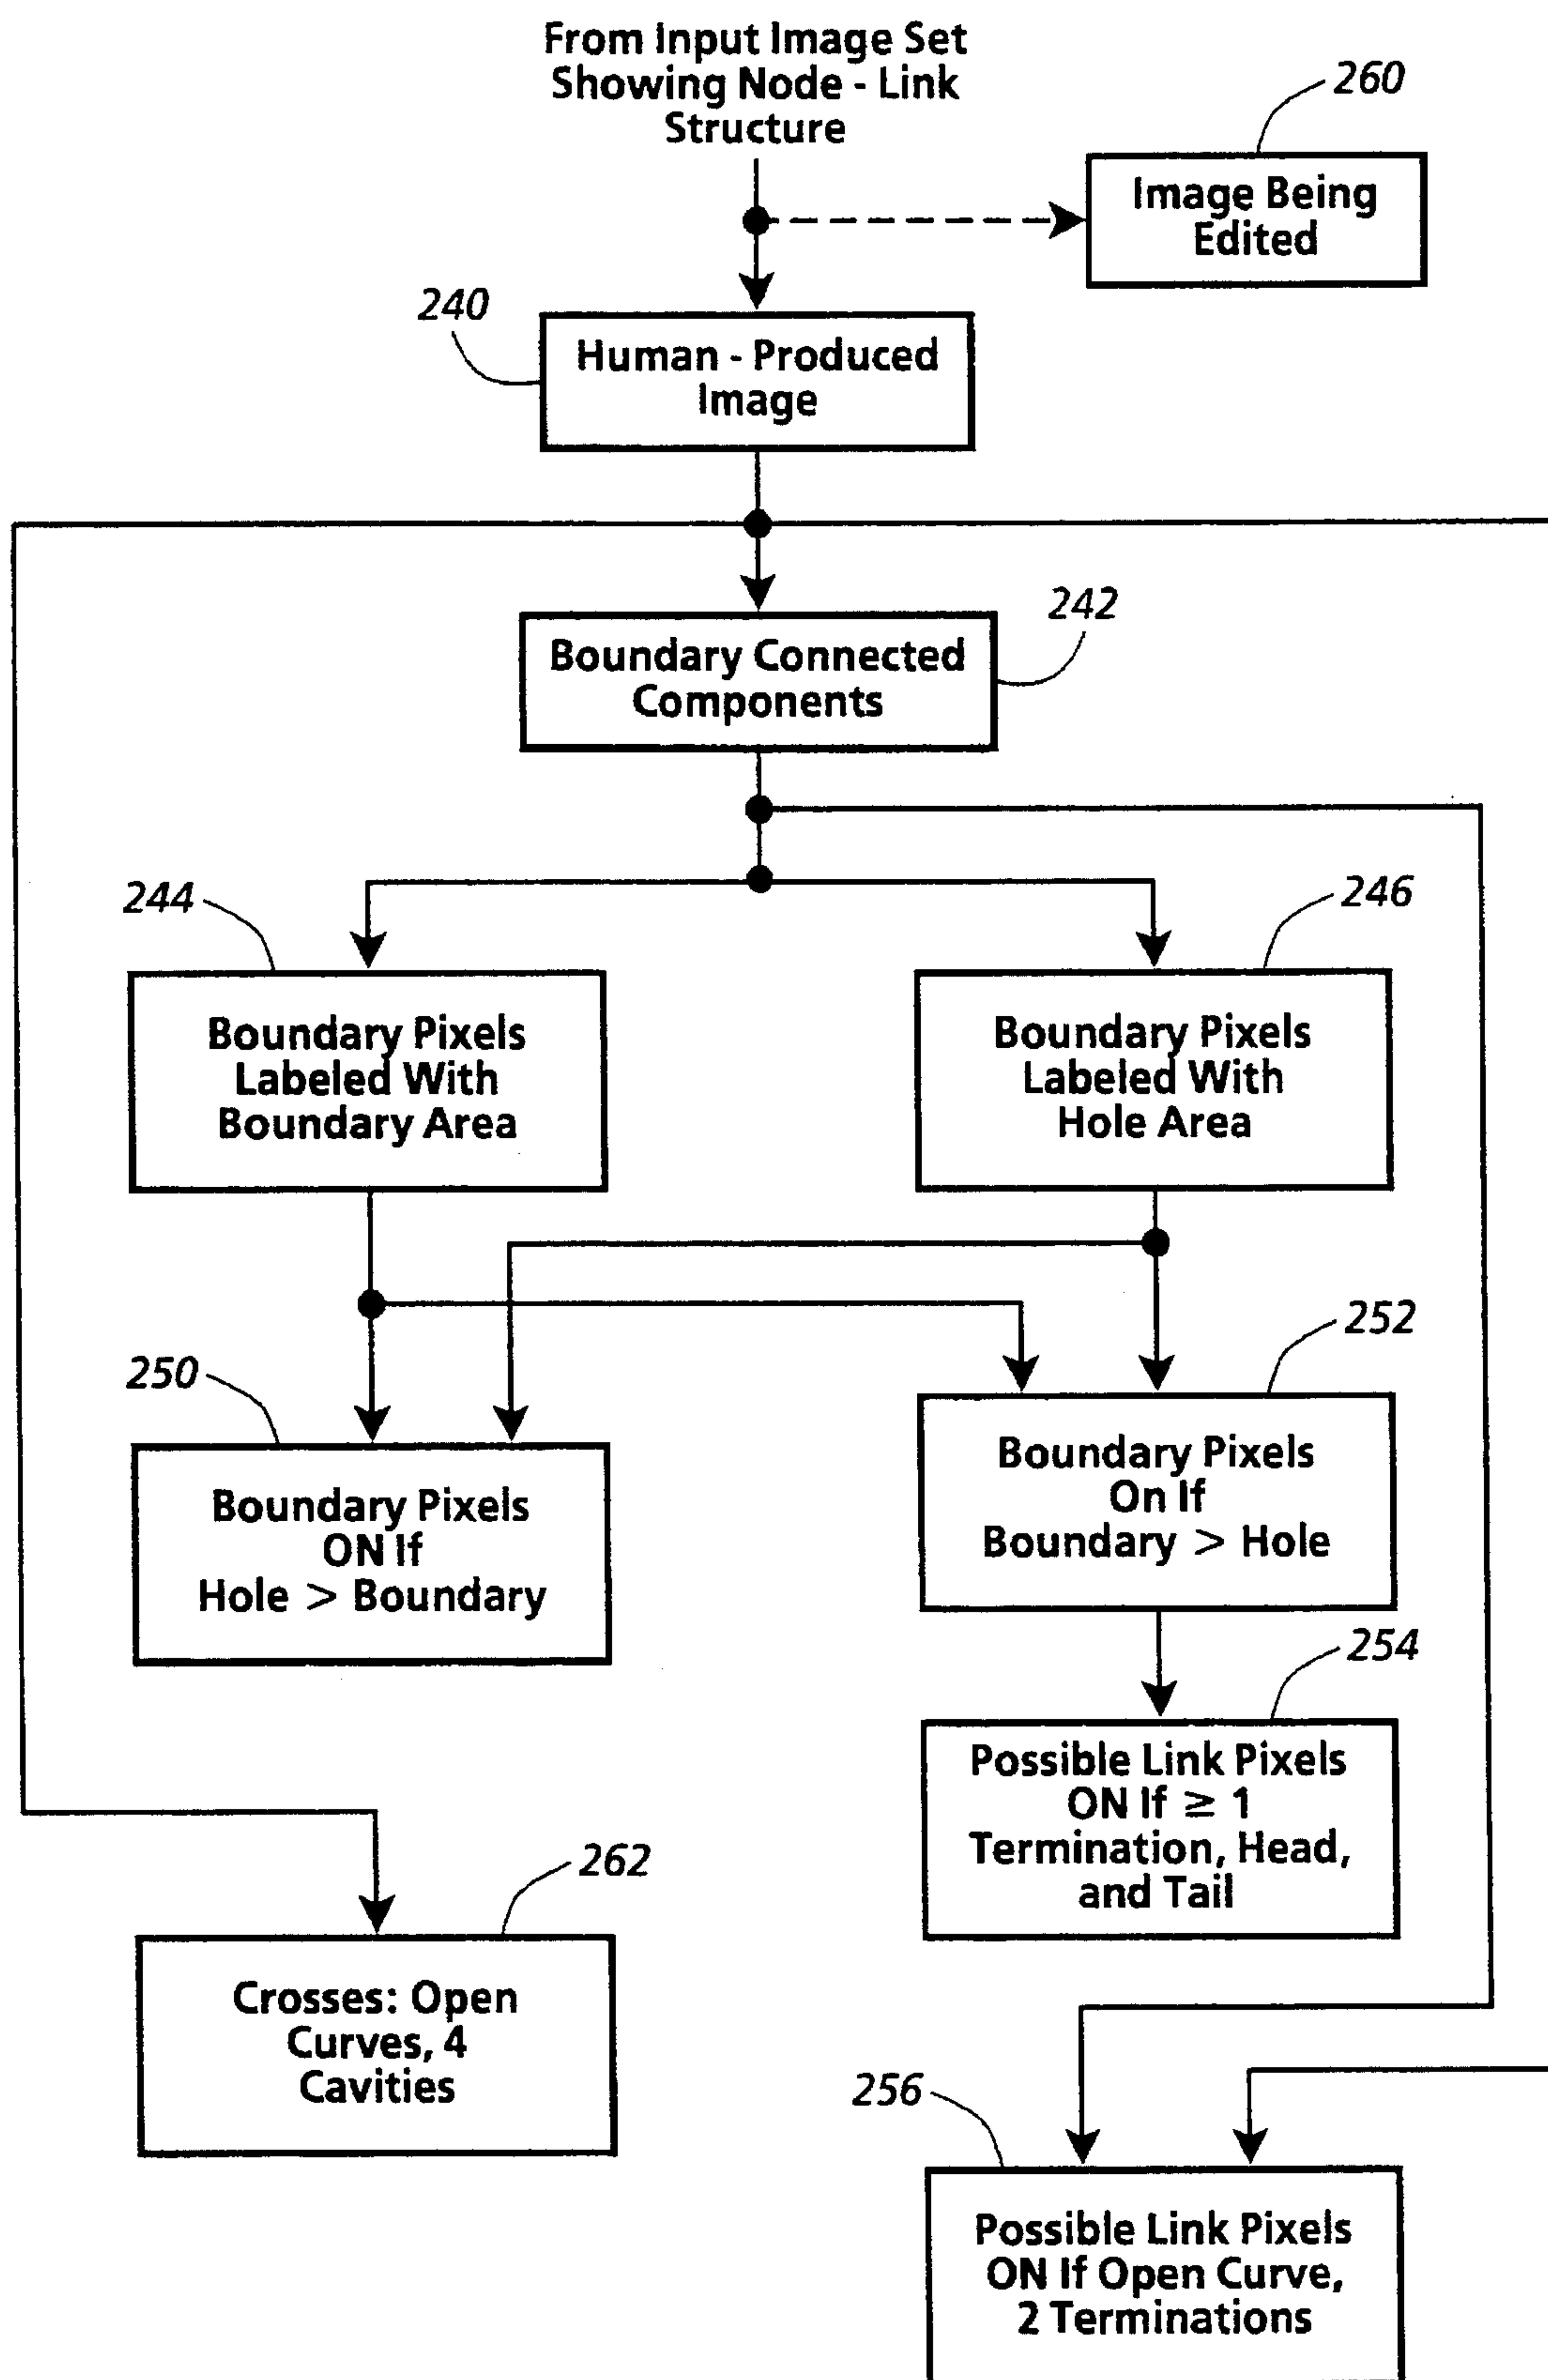 From Input Image Set
Showing Node - Link
Structure
260
Image Being
Edited
240
Human - Produced
Image
242
Boundary Connected
Components
244
246
Boundary Pixels
Labeled With
Boundary Area
Boundary Pixels
Labeled With
Hole Area
252
250
Boundary Pixels
On If
Boundary > Hole
Boundary Pixels
ON If
Hole > Boundary
254
Possible Link Pixels
ON If ≥ 1
Termination, Head,
and Tail
262
Crosses: Open
Curves, 4
Cavities
256
Possible Link Pixels
ON If Open Curve,
2 Terminations